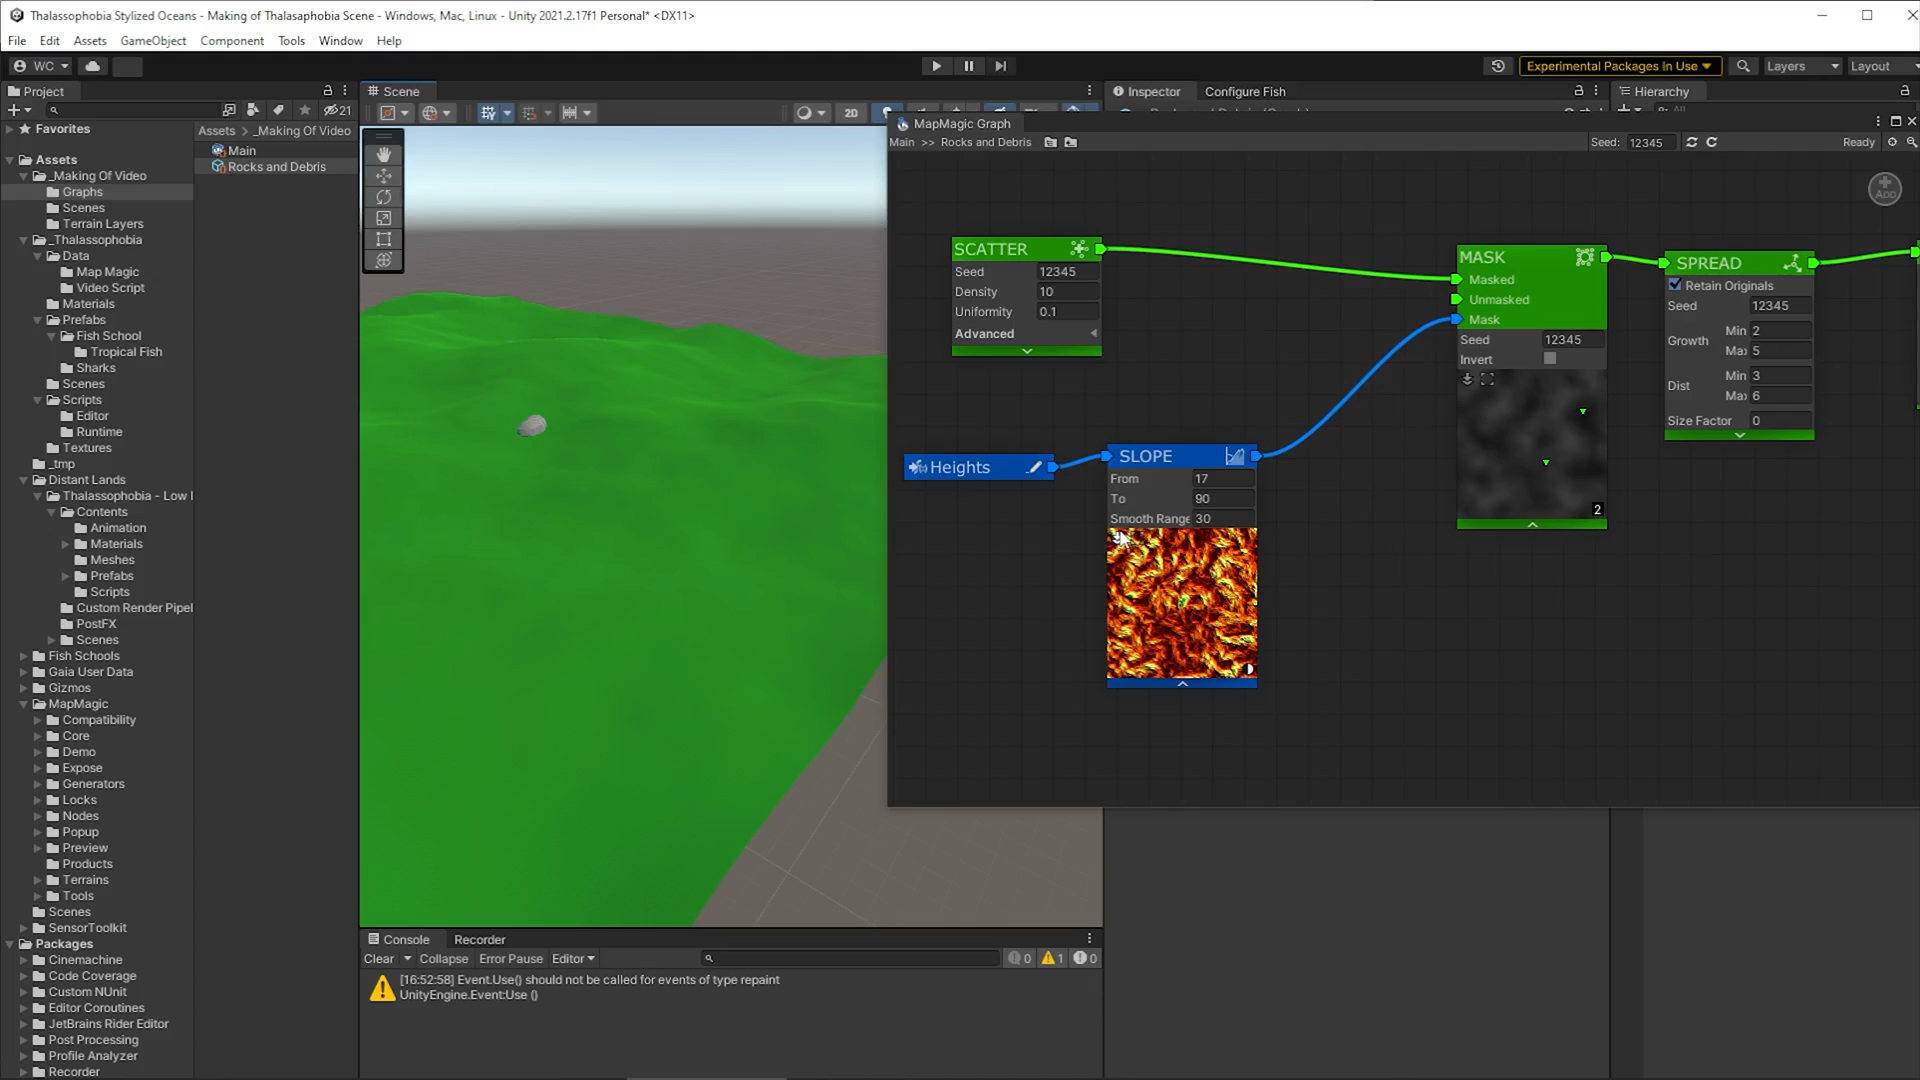 Thalassophobia Stylized Oceans - Making of Thalasaphobia Scene - Windows, Mac, Linux - Unity 2021.2.17f1 Personal* <DX11>
File Edit Assets GameObject Component Tools Window Help
WC
Experimental Packages In Use
Layers
Layout
Project
21
Favorites
Assets
_Making Of Video
Graphs
Scenes
Terrain Layers
_Thalassophobia
Data
Map Magic
Video Script
Materials
Prefabs
Fish School
Tropical Fish
Sharks
Scenes
Scripts
Editor
Runtime
Textures
_tmp
Distant Lands
Thalassophobia - Low
Contents
Animation
Materials
Meshes
Prefabs
Scripts
Custom Render Pipel
PostFX
Scenes
Fish Schools
Gaia User Data
Gizmos
MapMagic
Compatibility
Core
Demo
Expose
Generators
Locks
Nodes
Popup
Preview
Products
Terrains
Tools
Scenes
SensorToolkit
Packages
Cinemachine
Code Coverage
Custom NUnit
Editor Coroutines
JetBrains Rider Editor
Post Processing
Profile Analyzer
Recorder
Assets > _Making Of Video
Main
Rocks and Debris
Scene
2D
Inspector
Configure Fish
Hierarchy
All
MapMagic Graph
Main >> Rocks and Debris
Seed: 12345
Ready
ADD
SCATTER
Seed 12345
Density 10
Uniformity 0.1
Advanced
Heights
SLOPE
From 17
To 90
Smooth Range 30
MASK
Masked
Unmasked
Mask
Seed 12345
Invert
2
SPREAD
Retain Originals
Seed 12345
Growth
Min 2
Max 5
Dist
Min 3
Max 6
Size Factor 0
Console
Recorder
Clear Collapse Error Pause Editor
0 1 0
[16:52:58] Event.Use() should not be called for events of type repaint
UnityEngine.Event:Use ()